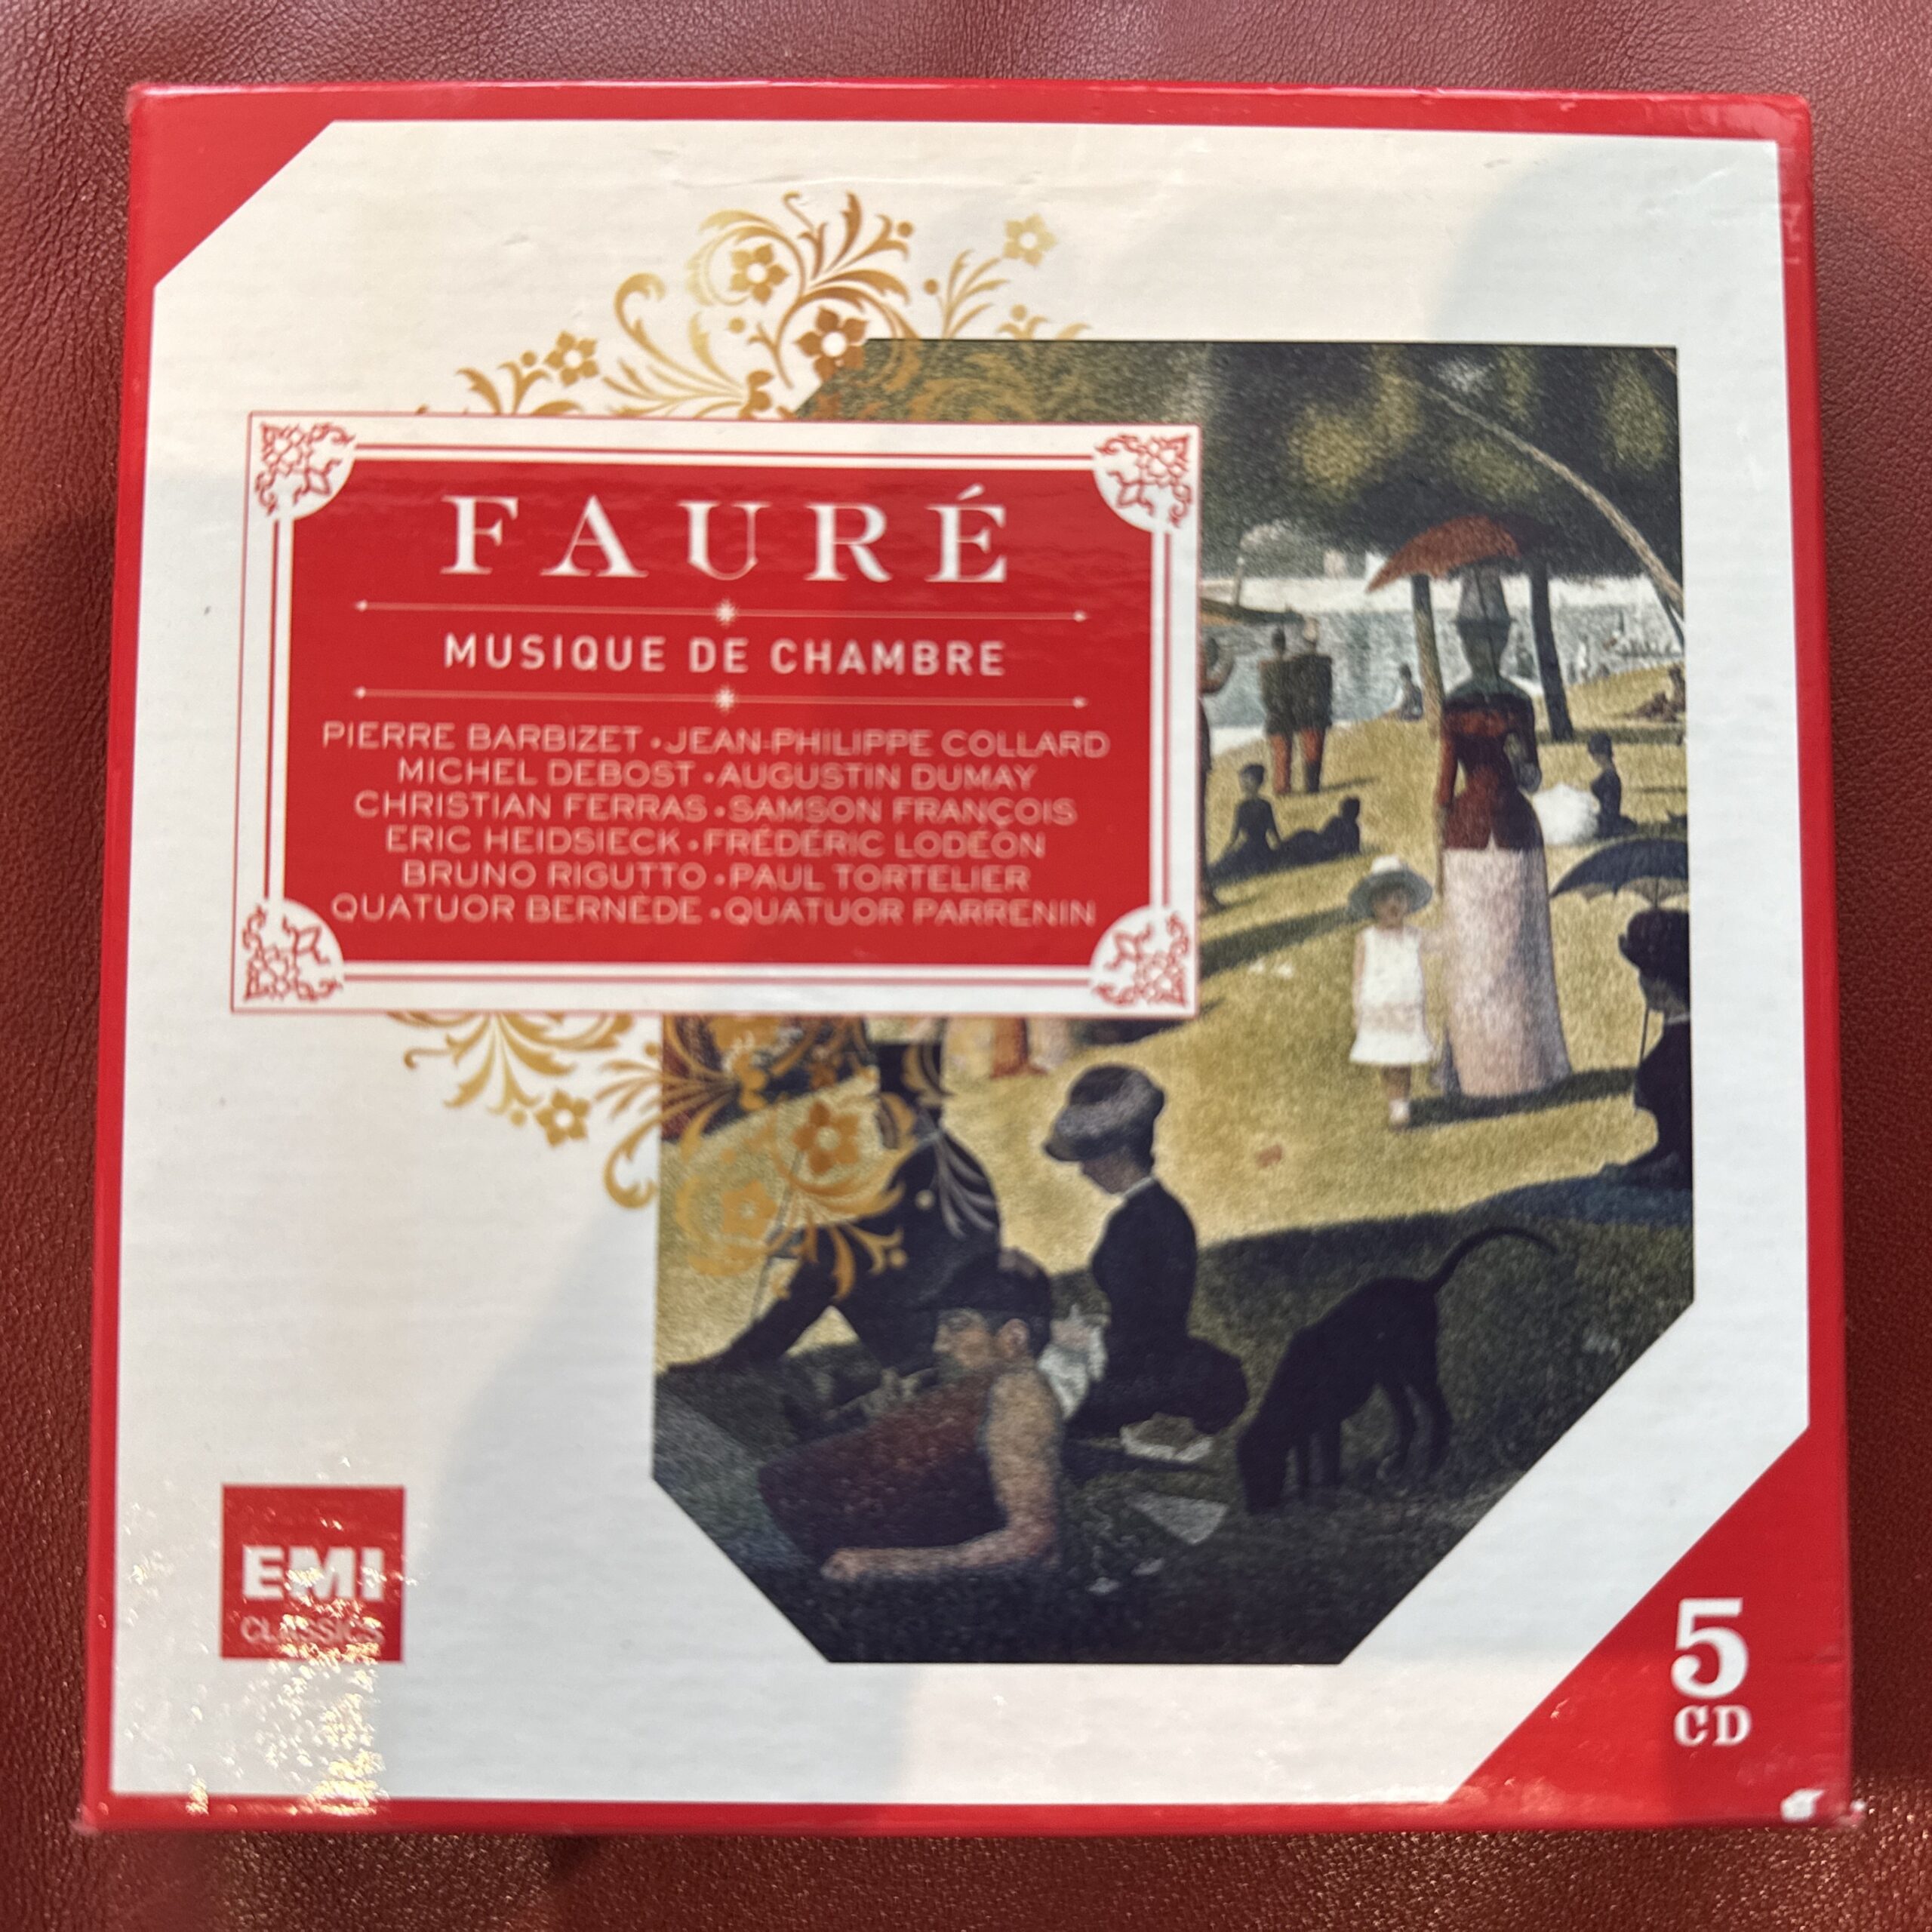 FAURÉ
MUSIQUE DE CHAMBRE
PIERRE BARBIZET • JEAN-PHILIPPE COLLARD
MICHEL DEBOST • AUGUSTIN DUMAY
CHRISTIAN FERRAS • SAMSON FRANÇOIS
ERIC HEIDSIECK • FRÉDÉRIC LODÉON
BRUNO RIGUTTO • PAUL TORTELIER
QUATUOR BERNÈDE • QUATUOR PARRENIN
EMI
CLASSICS
5
CD